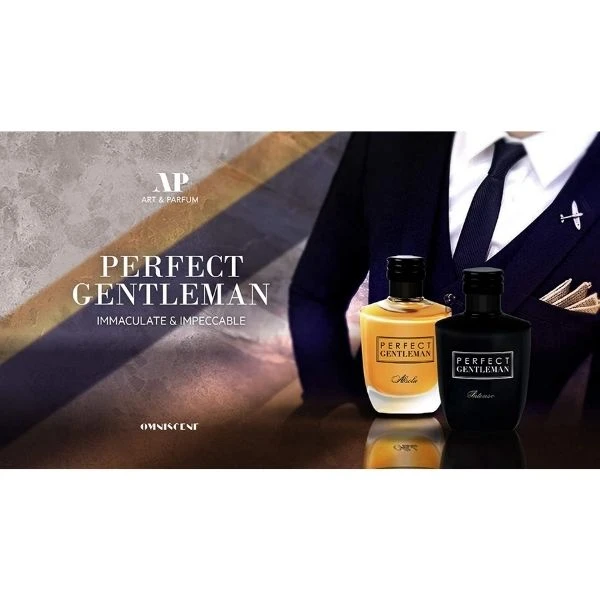 AP
ART & PARFUM
PERFECT
GENTLEMAN
IMMACULATE & IMPECCABLE
OMNISCENT
PERFECT
GENTLEMAN
Absolu
PERFECT
GENTLEMAN
Intense